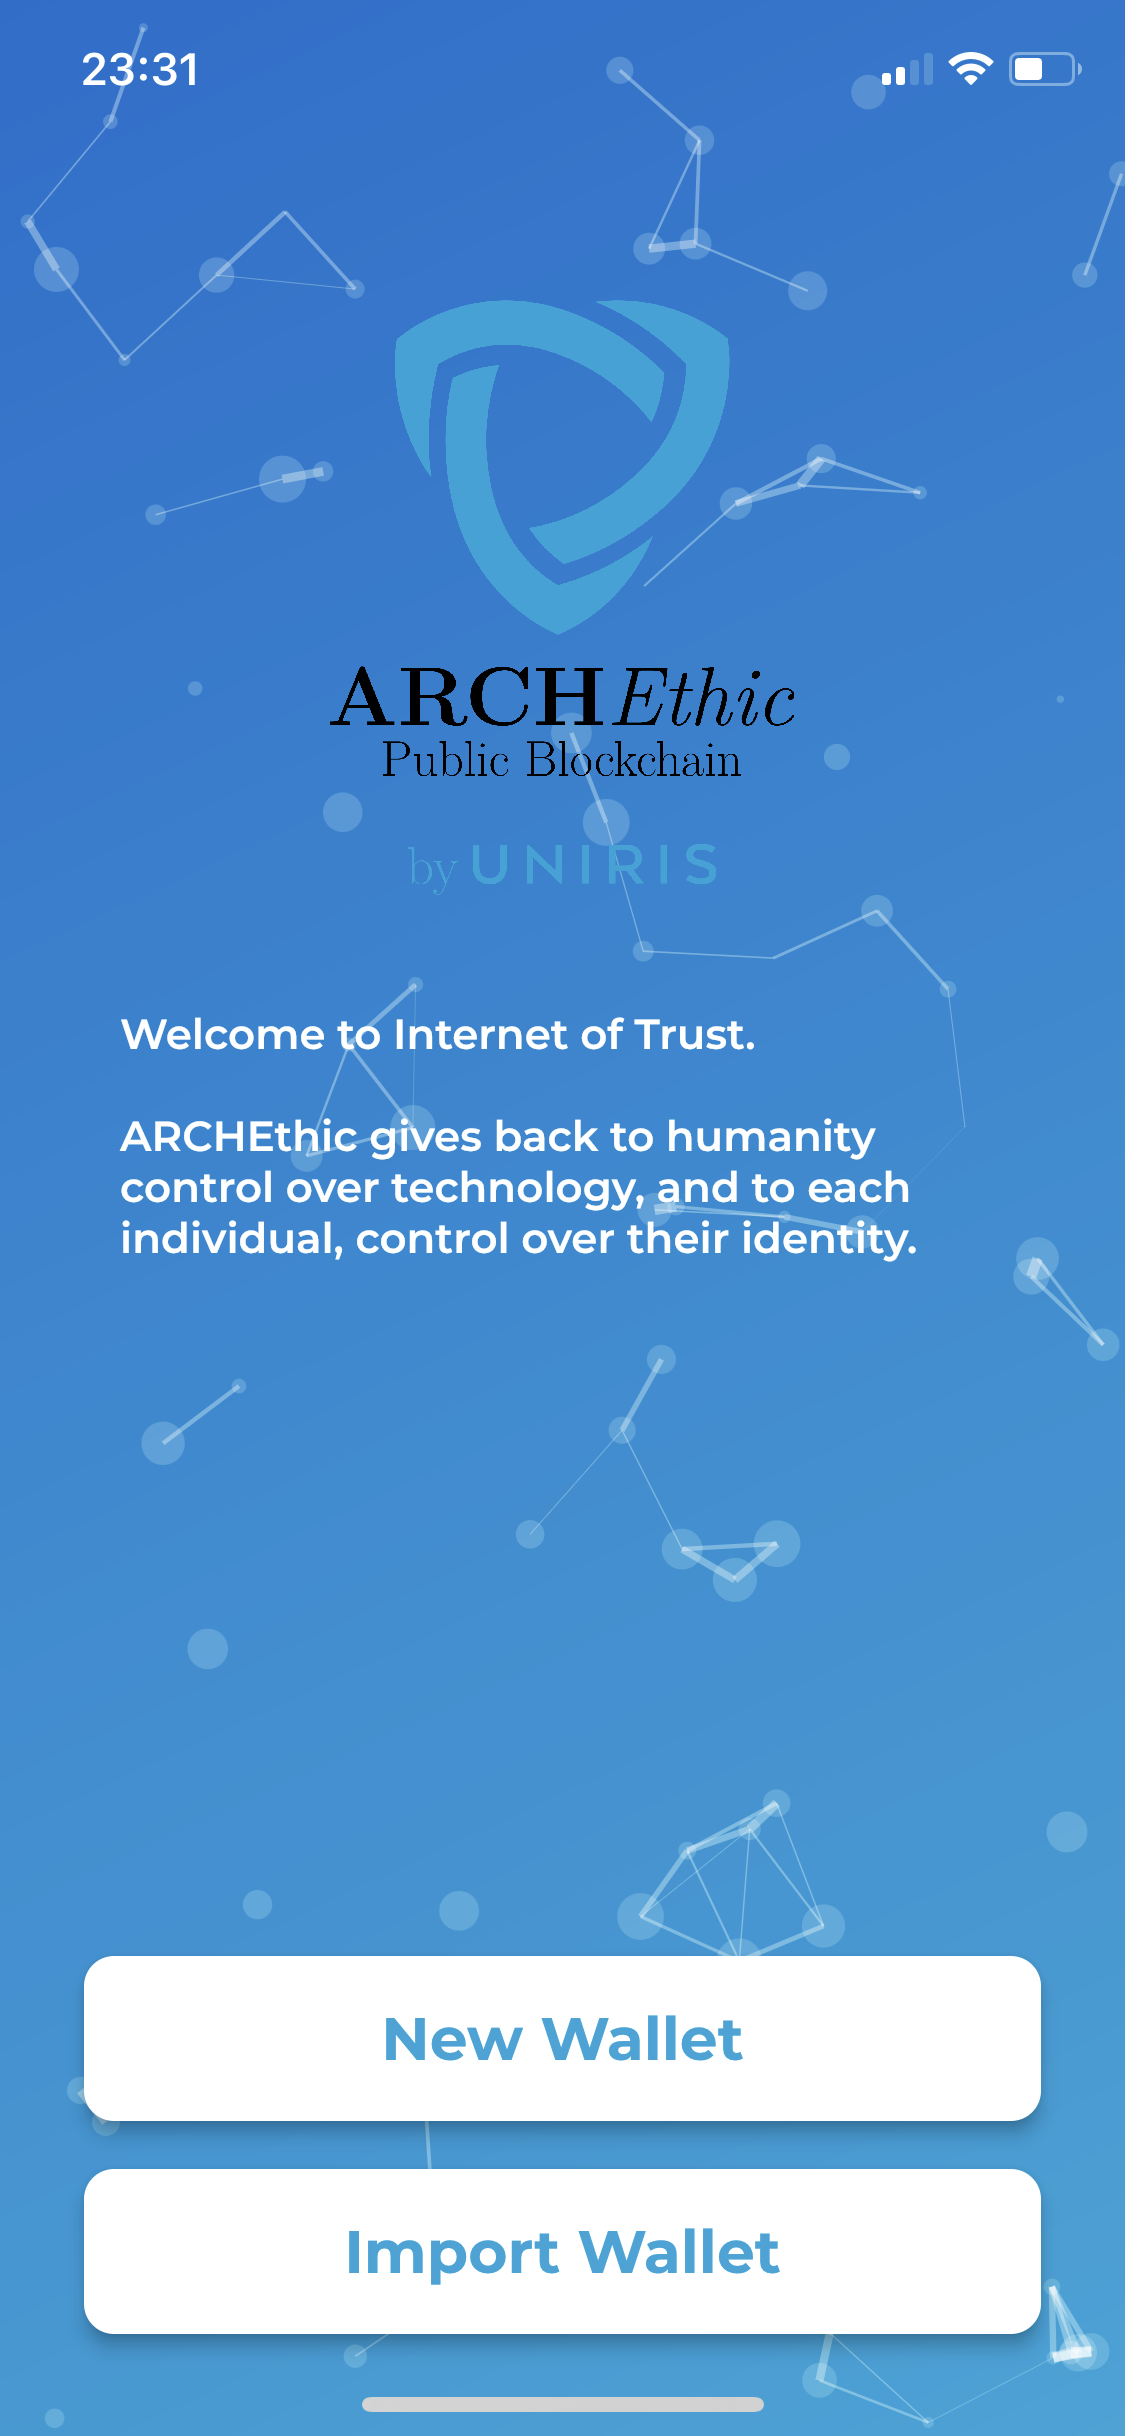 23:31
ARCHEthic
Public Blockchain
by UNIRIS
Welcome to Internet of Trust.
ARCHEthic gives back to humanity
control over technology, and to each
individual, control over their identity.
New Wallet
Import Wallet